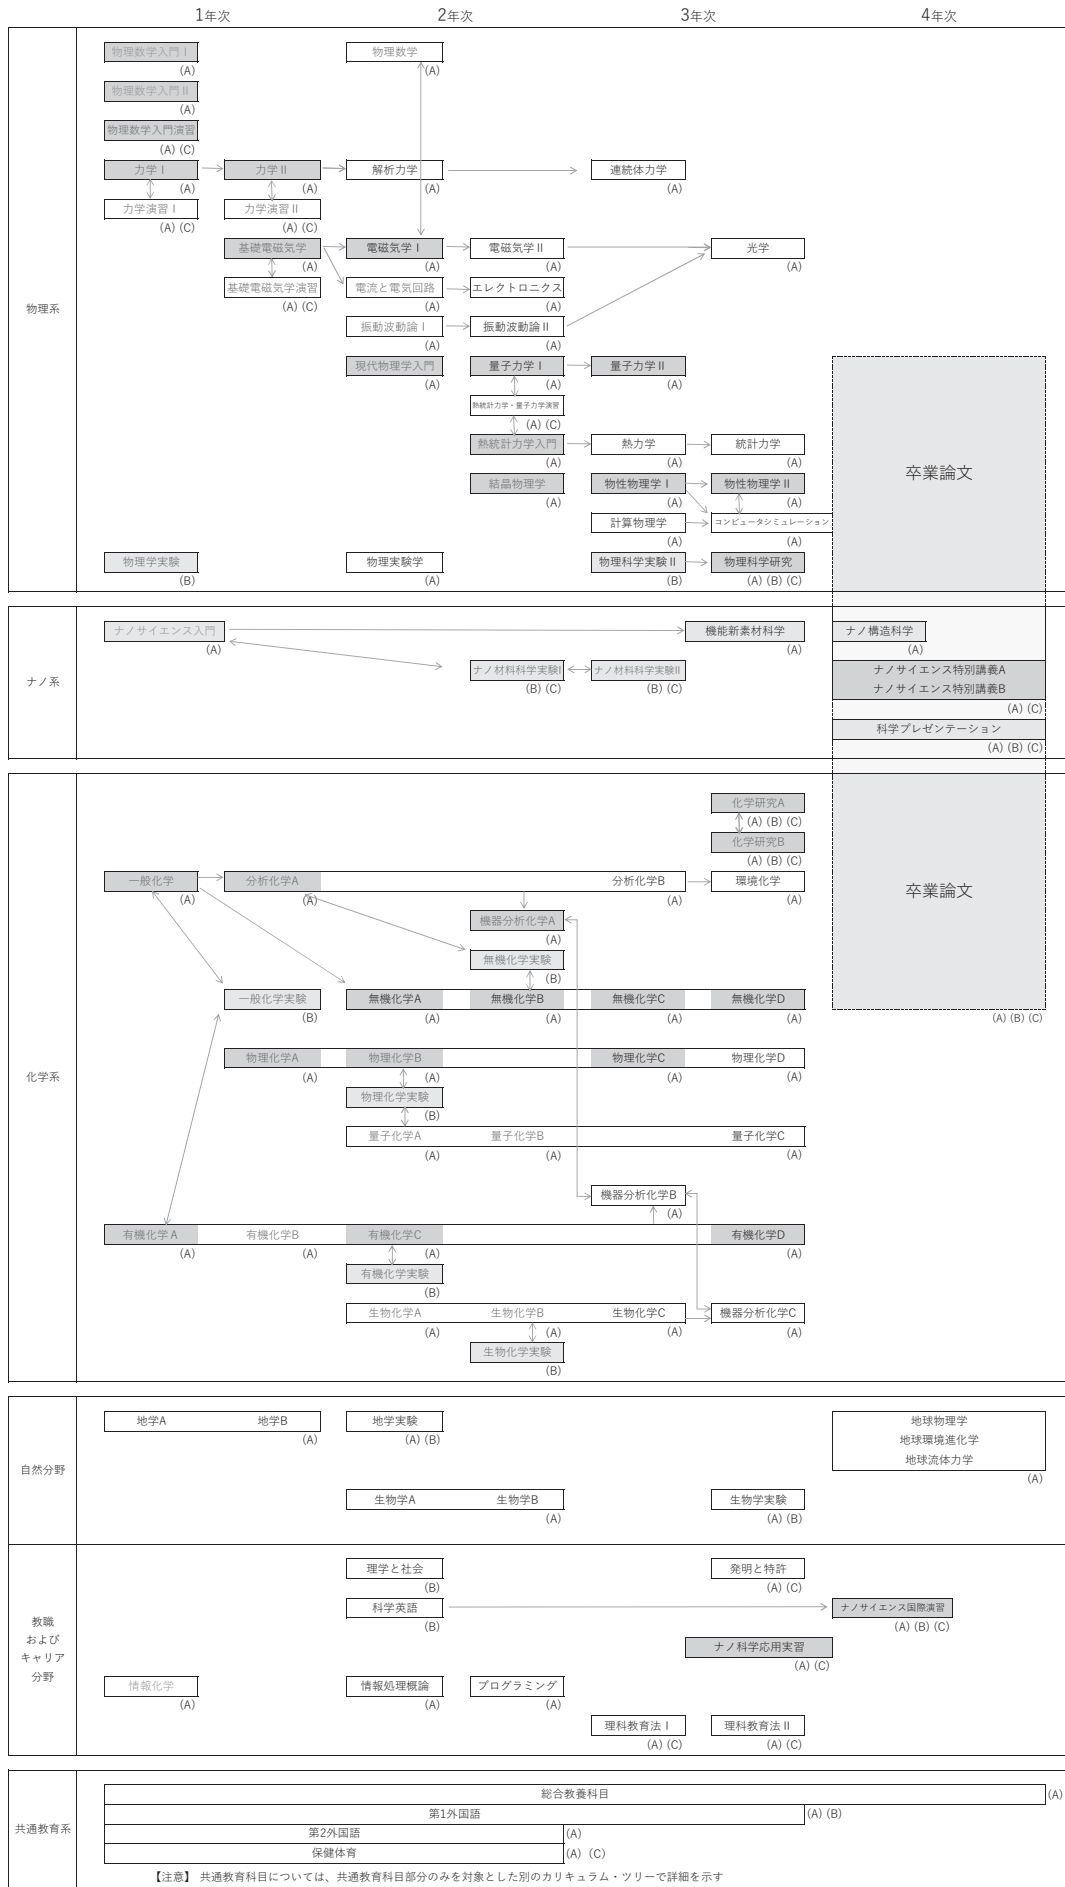 1年次 2年次 3年次 4年次
物理系
物理数学入門Ⅰ 物理数学
(A) (A)
物理数学入門Ⅱ
(A)
物理数学入門演習
(A) (C)
力学Ⅰ 力学Ⅱ 解析力学 連続体力学
(A) (A) (A) (A)
力学演習Ⅰ 力学演習Ⅱ
(A) (C) (A) (C)
基礎電磁気学 電磁気学Ⅰ 電磁気学Ⅱ 光学
(A) (A) (A) (A)
基礎電磁気学演習 電流と電気回路 エレクトロニクス
(A) (C) (A) (A)
振動波動論Ⅰ 振動波動論Ⅱ
(A) (A)
現代物理学入門 量子力学Ⅰ 量子力学Ⅱ
(A) (A) (A)
熱統計力学・量子力学演習
(A) (C)
熱統計力学入門 熱力学 統計力学
(A) (A) (A)
卒業論文
結晶物理学 物性物理学Ⅰ 物性物理学Ⅱ
(A) (A) (A)
計算物理学 コンピュータシミュレーション
(A) (A)
物理学実験 物理実験学 物理科学実験Ⅱ 物理科学研究
(B) (A) (B) (A) (B) (C)
ナノ系
ナノサイエンス入門 機能新素材科学 ナノ構造科学
(A) (A) (A)
ナノ材料科学実験Ⅰ ナノ材料科学実験Ⅱ ナノサイエンス特別講義A
(B) (C) (B) (C) ナノサイエンス特別講義B
(A) (C)
科学プレゼンテーション
(A) (B) (C)
化学系
化学研究A
(A) (B) (C)
化学研究B
(A) (B) (C)
一般化学 分析化学A 分析化学B 環境化学
(A) (A) (A) (A)
卒業論文
機器分析化学A
(A)
無機化学実験
(B)
一般化学実験 無機化学A 無機化学B 無機化学C 無機化学D
(B) (A) (A) (A) (A) (A) (B) (C)
物理化学A 物理化学B 物理化学C 物理化学D
(A) (A) (A) (A)
物理化学実験
(B)
量子化学A 量子化学B 量子化学C
(A) (A) (A)
機器分析化学B
(A)
有機化学A 有機化学B 有機化学C 有機化学D
(A) (A) (A) (A)
有機化学実験
(B)
生物化学A 生物化学B 生物化学C 機器分析化学C
(A) (A) (A) (A)
生物化学実験
(B)
自然分野
地学A 地学B 地学実験 地球物理学
(A) (A) (B) 地球環境進化学
地球流体力学
(A)
生物学A 生物学B 生物学実験
(A) (A) (B)
教職
および
キャリア
分野
理学と社会 発明と特許
(B) (A) (C)
科学英語 ナノサイエンス国際演習
(B) (A) (B) (C)
ナノ科学応用実習
(A) (C)
情報化学 情報処理概論 プログラミング
(A) (A) (A)
理科教育法Ⅰ 理科教育法Ⅱ
(A) (C) (A) (C)
共通教育系
総合教養科目 (A)
第1外国語 (A) (B)
第2外国語 (A)
保健体育 (A) (C)
【注意】 共通教育科目については、共通教育科目部分のみを対象とした別のカリキュラム・ツリーで詳細を示す